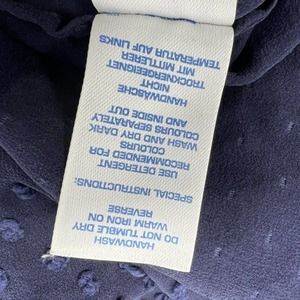 HANDWASH
DO NOT TUMBLE DRY
WARM IRON ON
REVERSE
SPECIAL INSTRUCTIONS:
USE DETERGENT
RECOMMENDED FOR
COLOURS
WASH AND DRY DARK
COLOURS SEPARATELY
AND INSIDE OUT
HANDWÄSCHE
NICHT
TROCKNERGEEIGNET
MIT MITTLERER
TEMPERATUR AUF LINKS